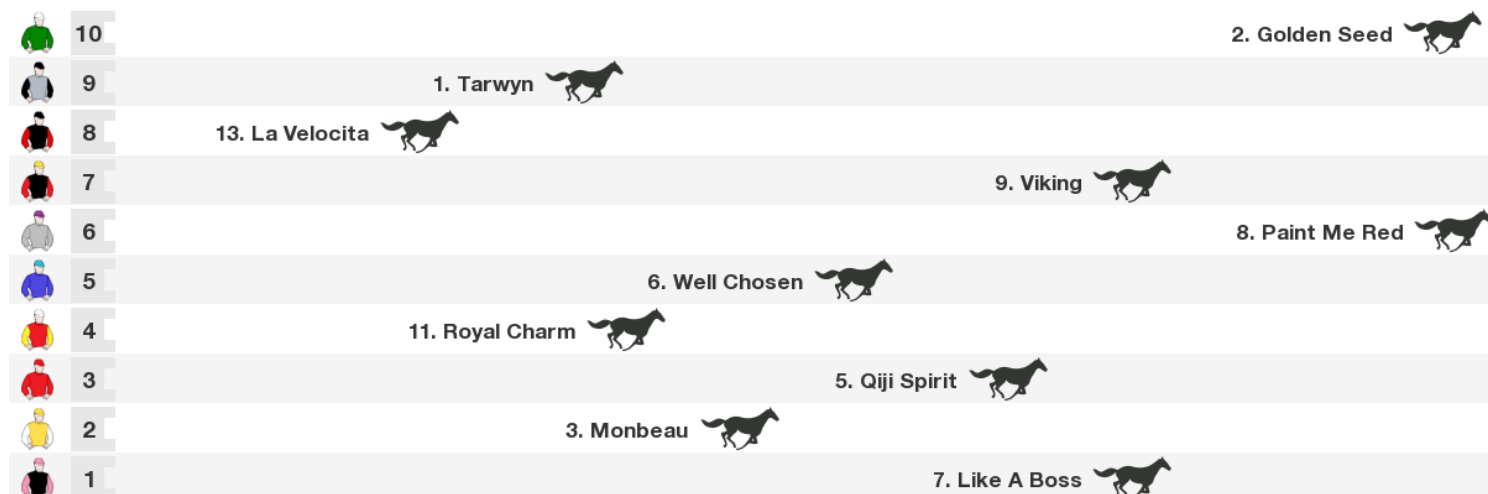 10 2. Golden Seed
9 1. Tarwyn
8 13. La Velocita
7 9. Viking
6 8. Paint Me Red
5 6. Well Chosen
4 11. Royal Charm
3 5. Qiji Spirit
2 3. Monbeau
1 7. Like A Boss